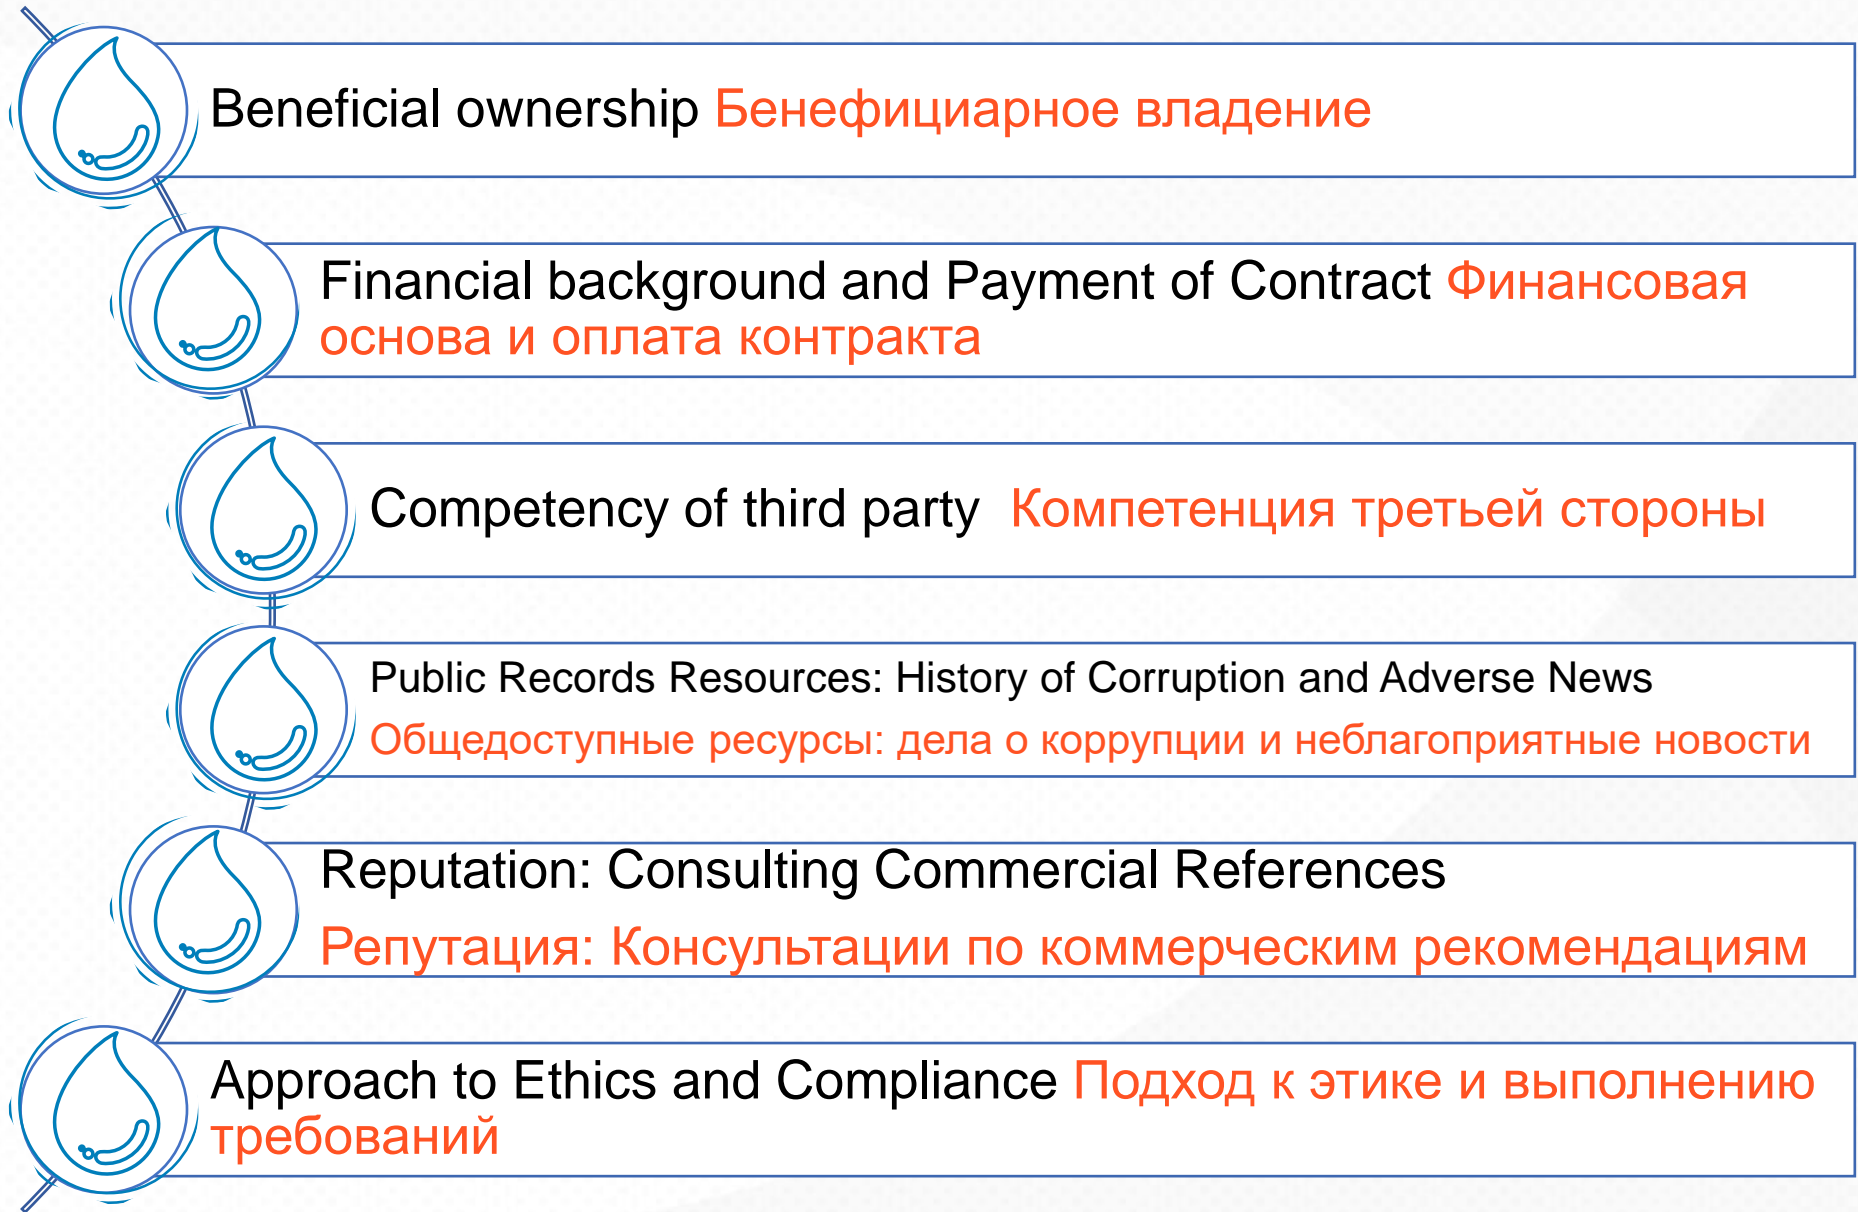 Beneficial ownership Бенефициарное владение
Financial background and Payment of Contract Финансовая
основа и оплата контракта
Competency of third party Компетенция третьей стороны
Public Records Resources: History of Corruption and Adverse News
Общедоступные ресурсы: дела о коррупции и неблагоприятные новости
Reputation: Consulting Commercial References
Репутация: Консультации по коммерческим рекомендациям
Approach to Ethics and Compliance Подход к этике и выполнению
требований